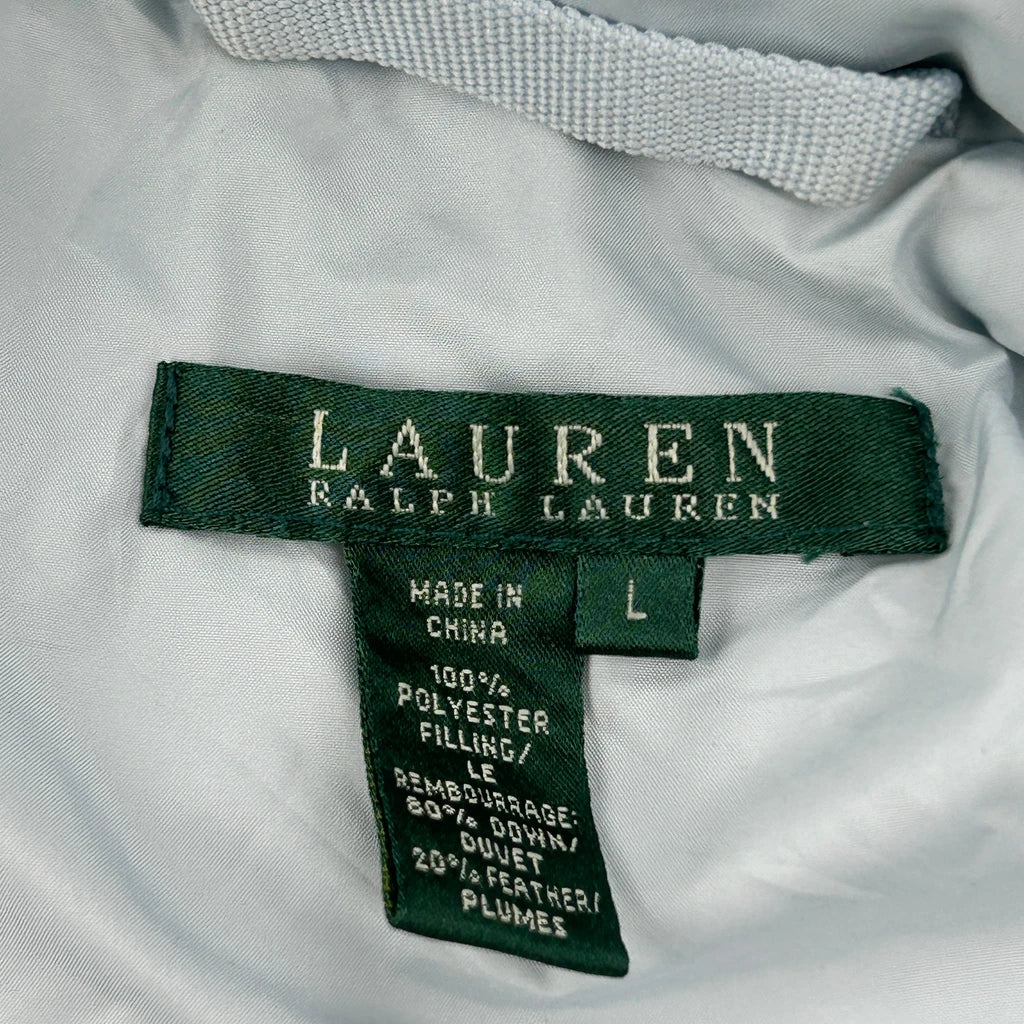 LAUREN
RALPH LAUREN
MADE IN
CHINA
L
100%
POLYESTER
FILLING/
LE
REMBOURRAGE:
80% DOWN/
DUVET
20% FEATHER/
PLUMES